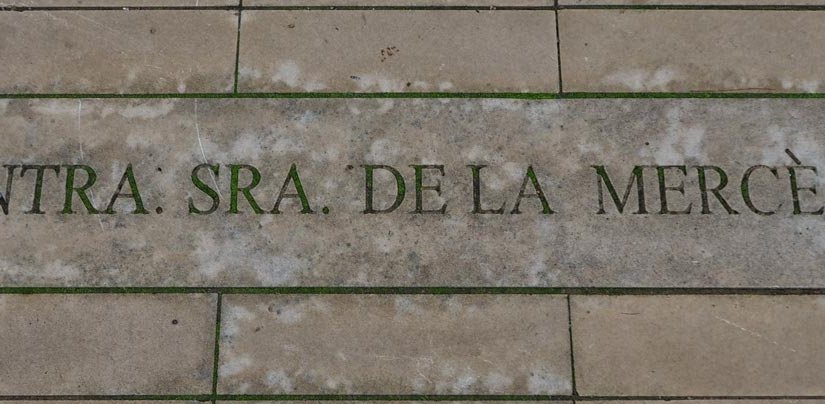 NTRA. SRA. DE LA MERCÈ